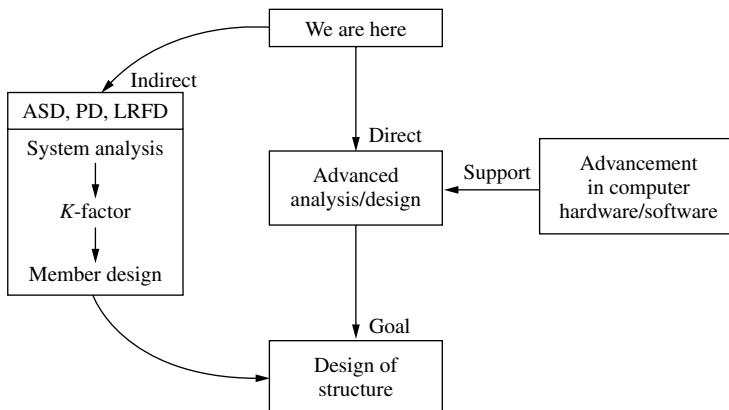 We are here
Indirect
ASD, PD, LRFD
System analysis
K-factor
Member design
Direct
Advanced
analysis/design
Support
Advancement
in computer
hardware/software
Goal
Design of
structure